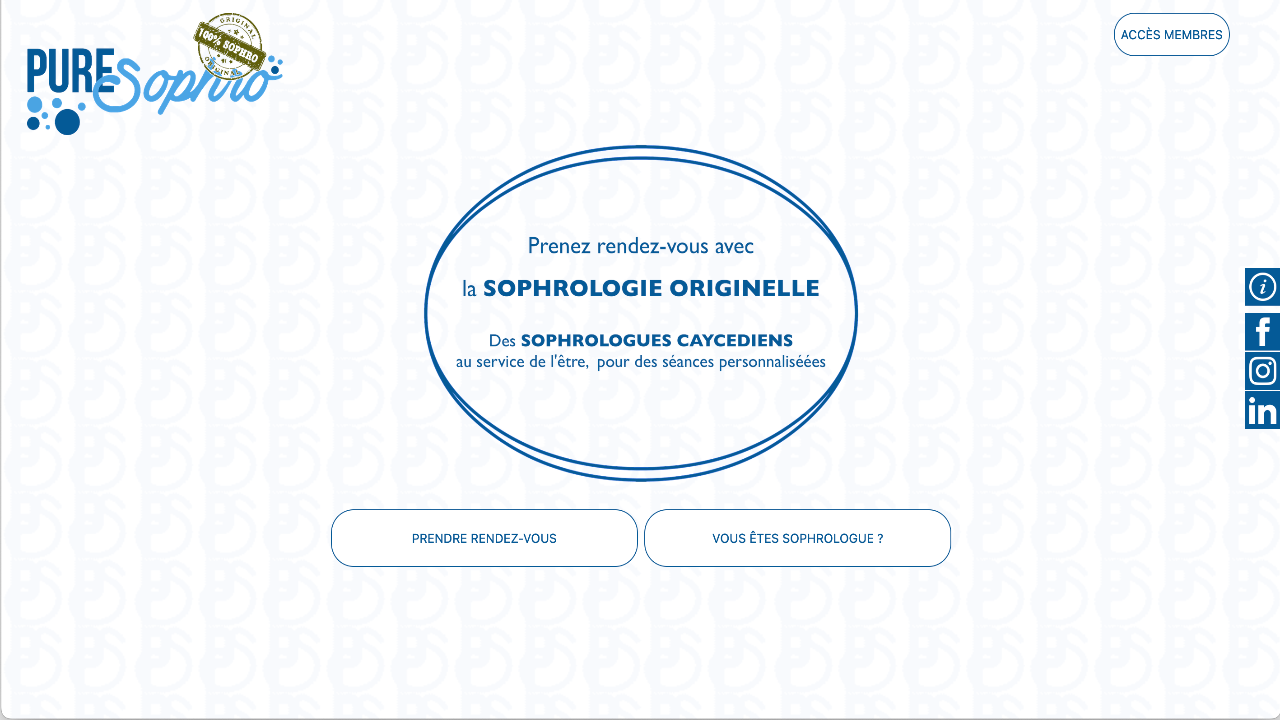 PURE Sophro
ORIGINAL
100% SOPHRO
ORIGINAL
ACCÈS MEMBRES
Prenez rendez-vous avec
la SOPHROLOGIE ORIGINELLE
Des SOPHROLOGUES CAYCEDIENS
au service de l'être, pour des séances personnaliséées
PRENDRE RENDEZ-VOUS
VOUS ÊTES SOPHROLOGUE ?